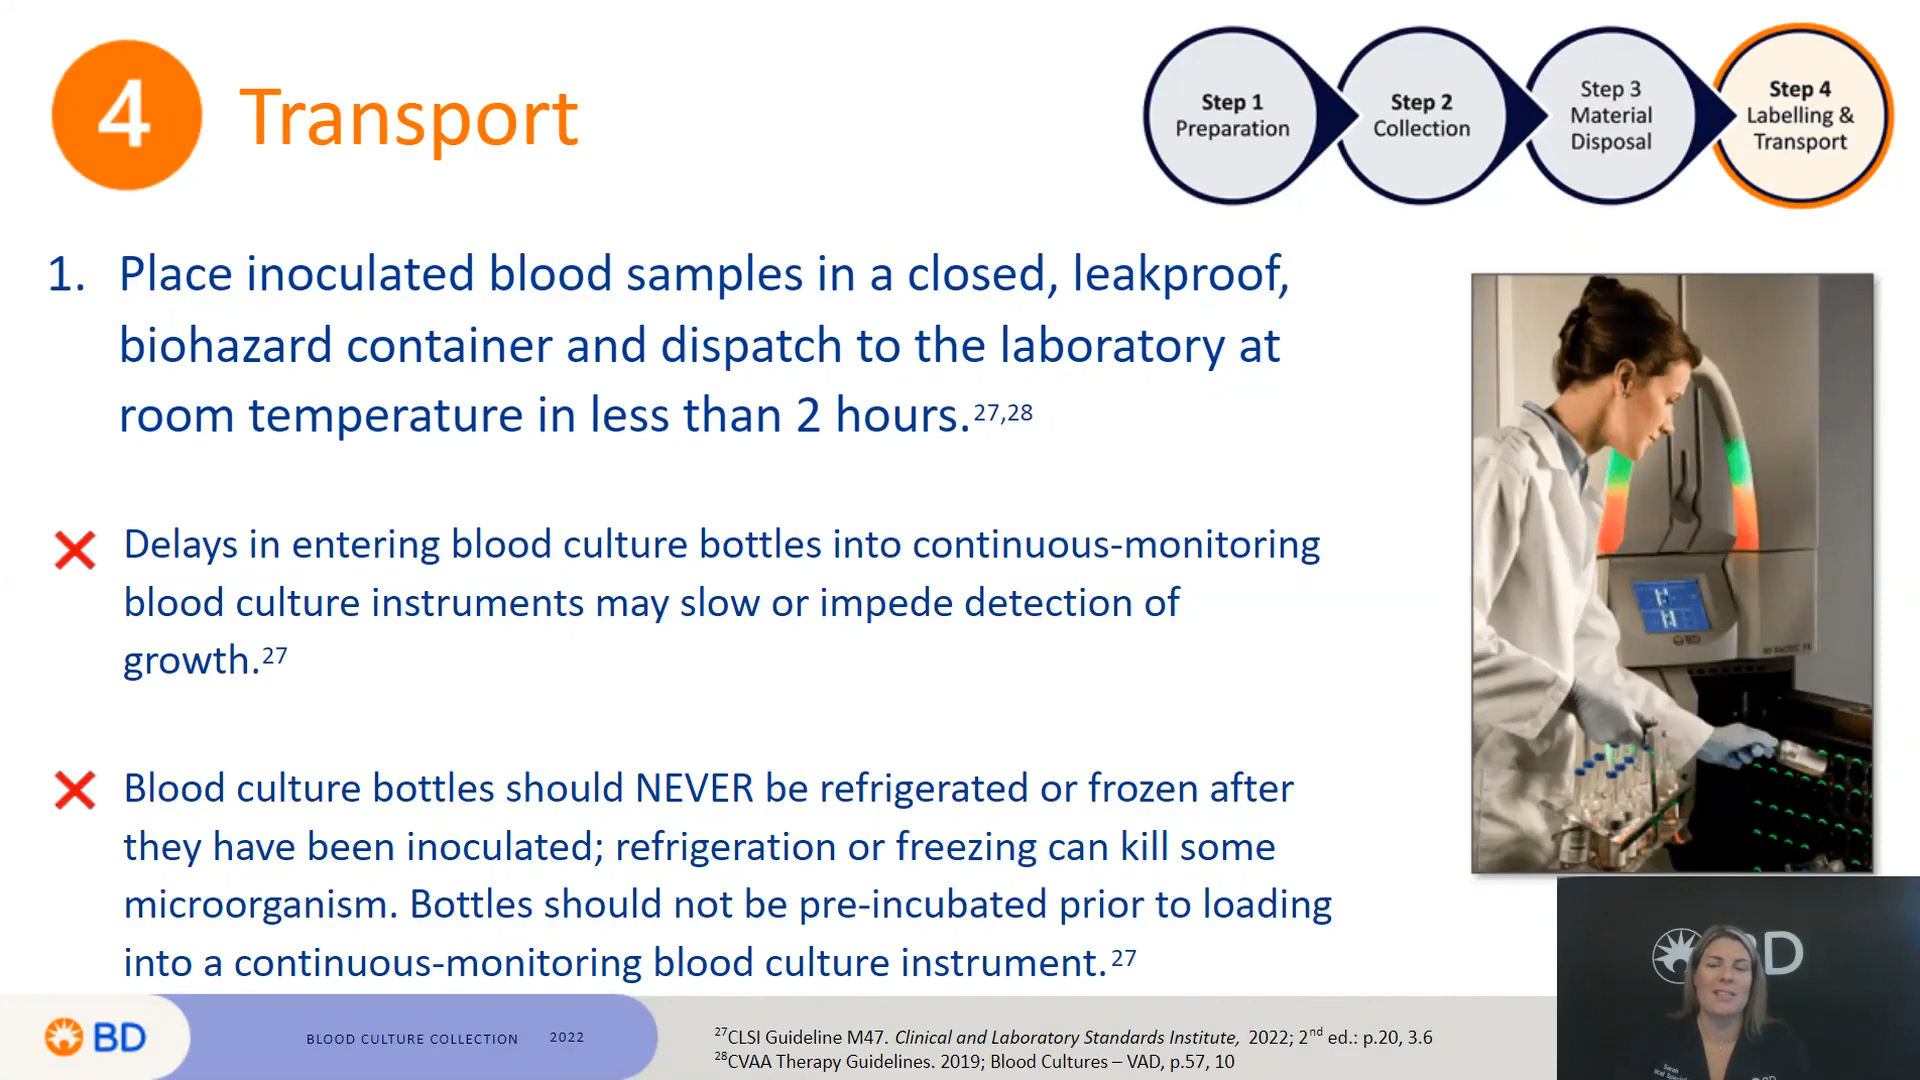 4
Transport
Step 1
Preparation
Step 2
Collection
Step 3
Material
Disposal
Step 4
Labelling &
Transport
1. Place inoculated blood samples in a closed, leakproof,
biohazard container and dispatch to the laboratory at
room temperature in less than 2 hours.27,28
Delays in entering blood culture bottles into continuous-monitoring
blood culture instruments may slow or impede detection of
growth.27
Blood culture bottles should NEVER be refrigerated or frozen after
they have been inoculated; refrigeration or freezing can kill some
microorganism. Bottles should not be pre-incubated prior to loading
into a continuous-monitoring blood culture instrument.27
BD
BD
BD
BLOOD CULTURE COLLECTION 2022
27CLSI Guideline M47. Clinical and Laboratory Standards Institute, 2022; 2nd ed.: p.20, 3.6
28CVAA Therapy Guidelines. 2019; Blood Cultures – VAD, p.57, 10
Sarah